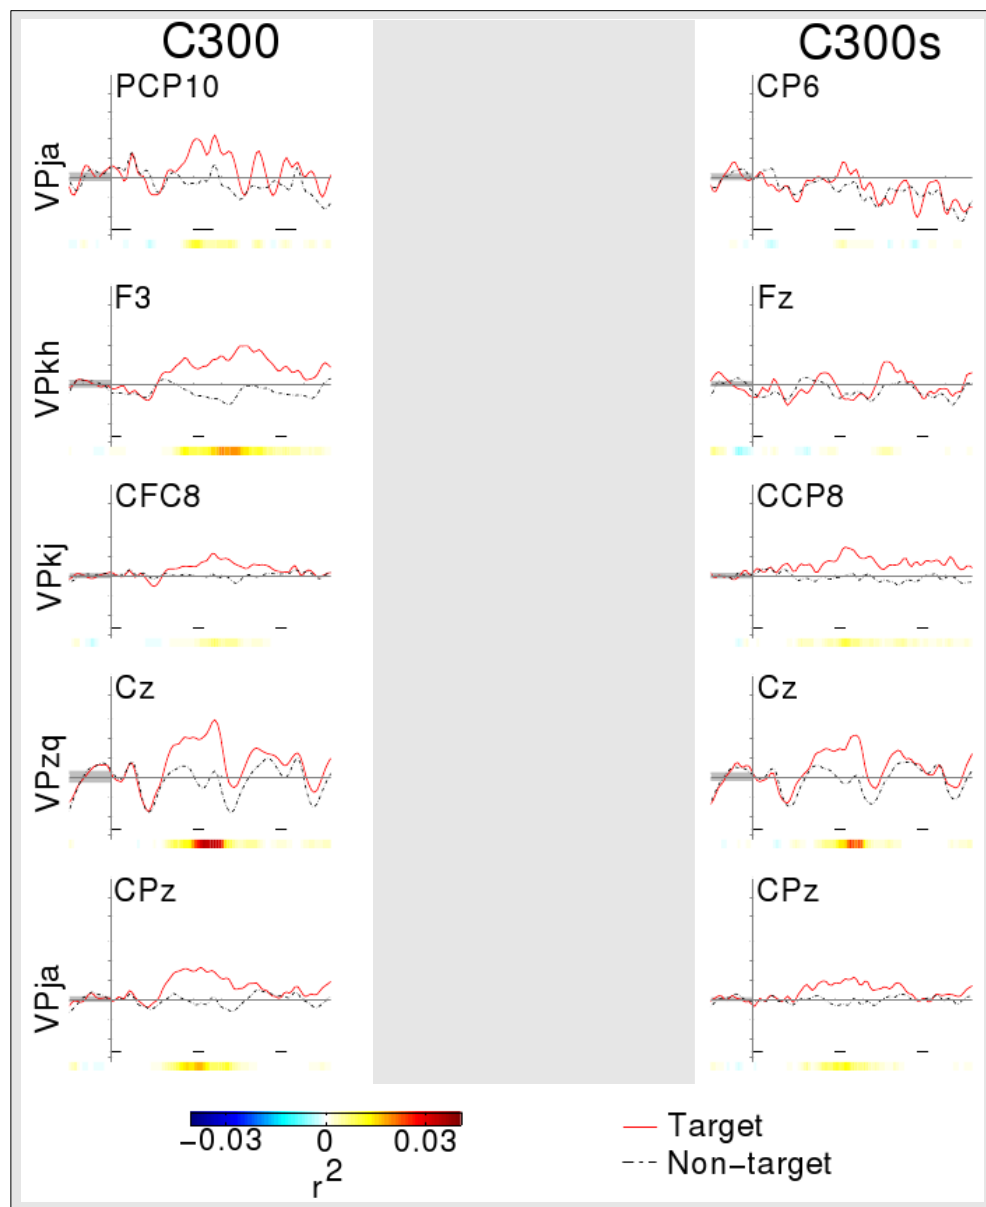 C300 C300s
PCP10 CP6
VPja
F3 Fz
VPkh
CFC8 CCP8
VPkj
Cz Cz
VPzq
CPz CPz
VPja
−0.03 0 0.03
r²
Target
Non−target